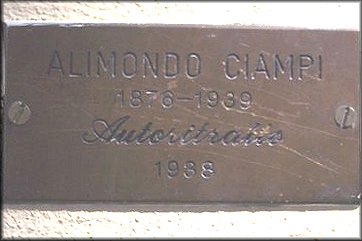 ALIMONDO CIAMPI
1876-1939
Autoritratto
1938